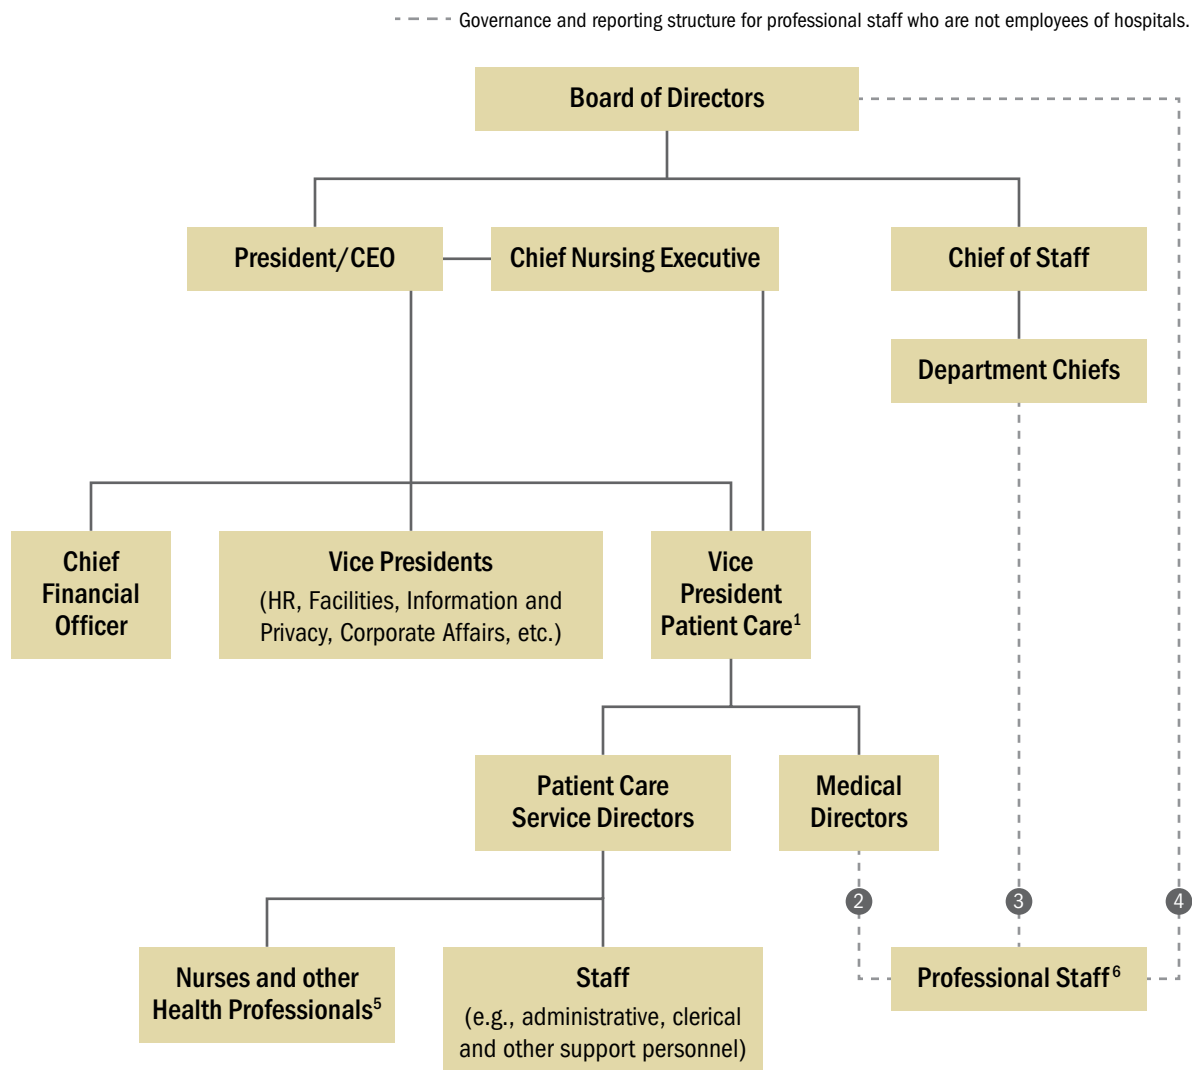 Governance and reporting structure for professional staff who are not employees of hospitals.
Board of Directors
President/CEO
Chief Nursing Executive
Chief of Staff
Department Chiefs
Chief
Financial
Officer
Vice Presidents
(HR, Facilities, Information and
Privacy, Corporate Affairs, etc.)
Vice
President
Patient Care1
Patient Care
Service Directors
Medical
Directors
2
3
4
Nurses and other
Health Professionals5
Staff
(e.g., administrative, clerical
and other support personnel)
Professional Staff6